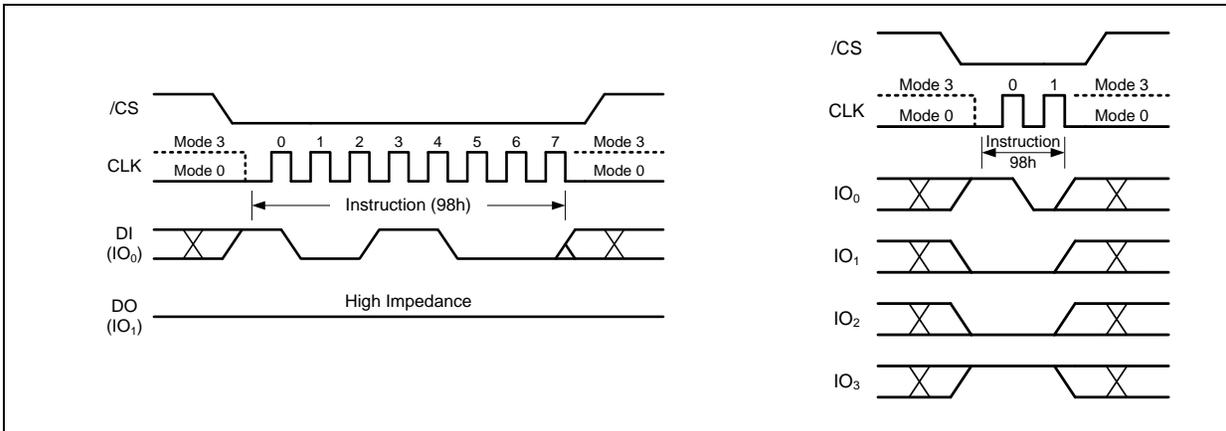 /CS
Mode 3 0 1 2 3 4 5 6 7 Mode 3
CLK
Mode 0 Mode 0
Instruction (98h)
DI
(IO0)
High Impedance
DO
(IO1)
/CS
Mode 3 0 1 Mode 3
CLK
Mode 0 Mode 0
Instruction
98h
IO0
IO1
IO2
IO3